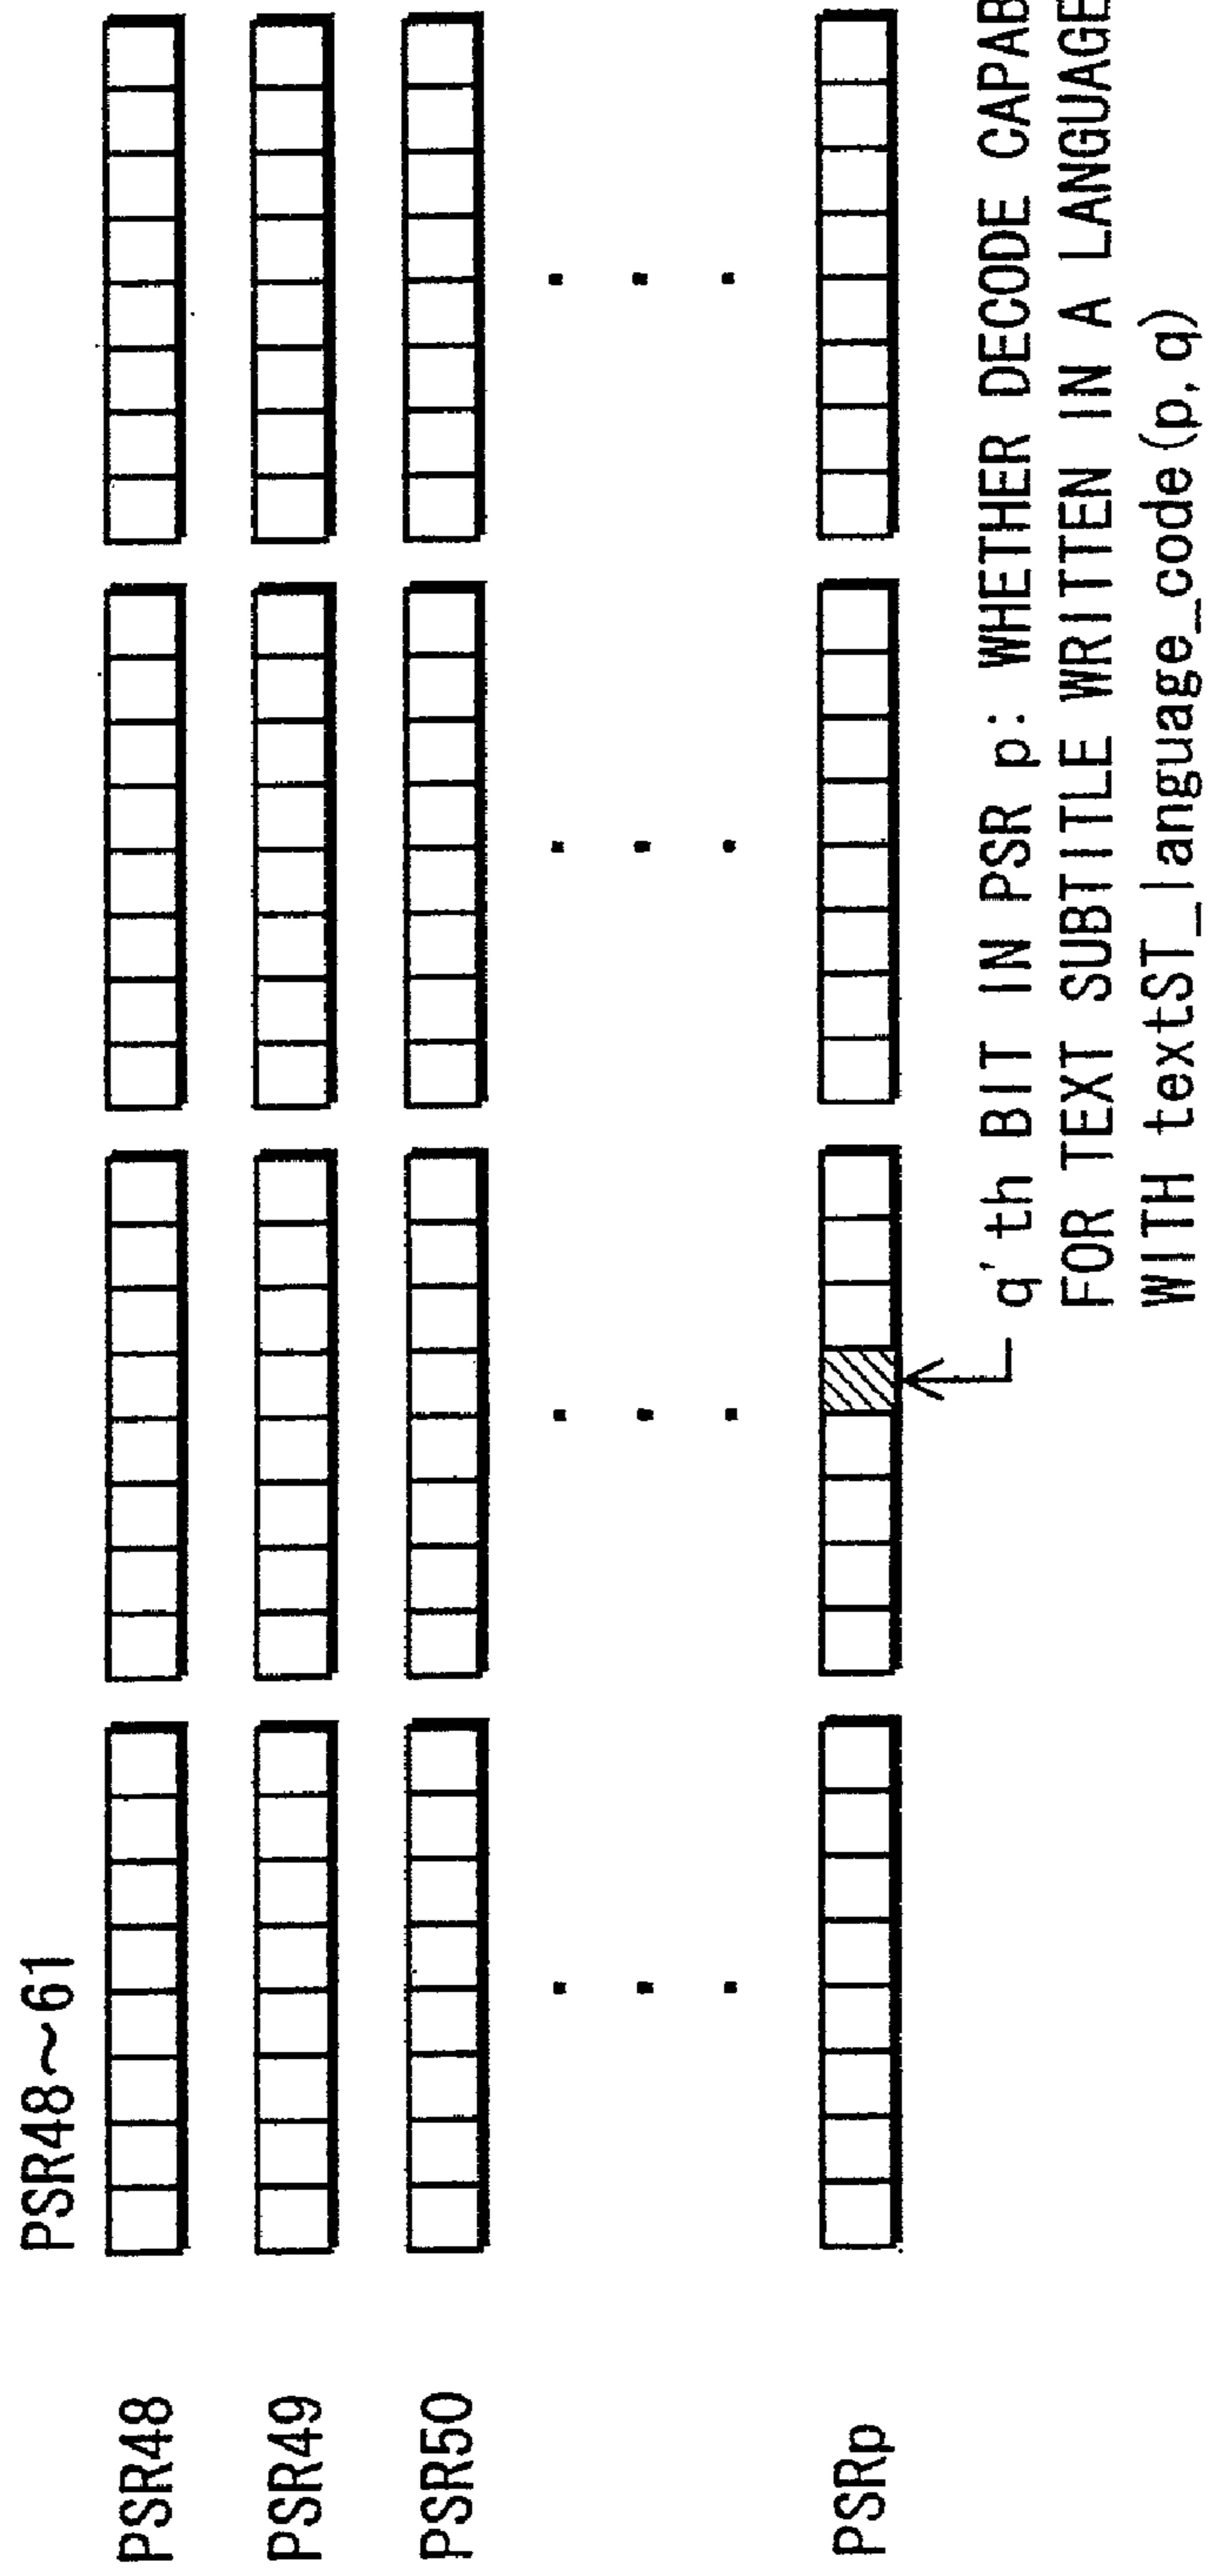 PSR48~61
PSR48
PSR49
PSR50
PSRp
q'th BIT IN PSR p: WHETHER DECODE CAPAB
FOR TEXT SUBTITLE WRITTEN IN A LANGUAGE
WITH textST_language_code(p, q)